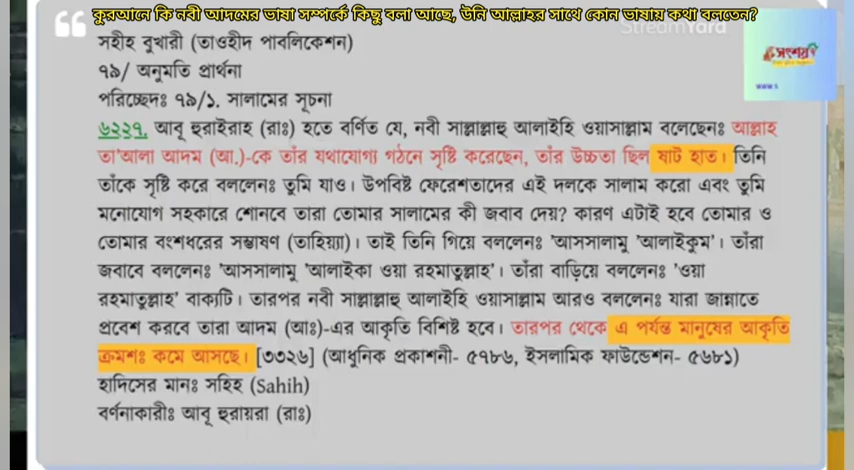 কুরআনে কি নবী আদমের ভাষা সম্পর্কে কিছু বলা আছে, উনি আল্লাহর সাথে কোন ভাষায় কথা বলতেন?
StreamYard
সংশয়
সহীহ বুখারী (তাওহীদ পাবলিকেশন)
৭৯/ অনুমতি প্রার্থনা
পরিচ্ছেদঃ ৭৯/১. সালামের সূচনা
৬২২৭. আবূ হুরাইরাহ (রাঃ) হতে বর্ণিত যে, নবী সাল্লাল্লাহু আলাইহি ওয়াসাল্লাম বলেছেনঃ আল্লাহ
তা'আলা আদম (আ.)-কে তাঁর যথাযোগ্য গঠনে সৃষ্টি করেছেন, তাঁর উচ্চতা ছিল ষাট হাত। তিনি
তাঁকে সৃষ্টি করে বললেনঃ তুমি যাও। উপবিষ্ট ফেরেশতাদের এই দলকে সালাম করো এবং তুমি
মনোযোগ সহকারে শোনবে তারা তোমার সালামের কী জবাব দেয়? কারণ এটাই হবে তোমার ও
তোমার বংশধরের সম্ভাষণ (তাহিয়্যা)। তাই তিনি গিয়ে বললেনঃ 'আসসালামু 'আলাইকুম'। তাঁরা
জবাবে বললেনঃ 'আসসালামু 'আলাইকা ওয়া রহমাতুল্লাহ'। তাঁরা বাড়িয়ে বললেনঃ 'ওয়া
রহমাতুল্লাহ' বাক্যটি। তারপর নবী সাল্লাল্লাহু আলাইহি ওয়াসাল্লাম আরও বললেনঃ যারা জান্নাতে
প্রবেশ করবে তারা আদম (আঃ)-এর আকৃতি বিশিষ্ট হবে। তারপর থেকে এ পর্যন্ত মানুষের আকৃতি
ক্রমশঃ কমে আসছে। [৩৩২৬] (আধুনিক প্রকাশনী- ৫৭৮৬, ইসলামিক ফাউন্ডেশন- ৫৬৮১)
হাদিসের মানঃ সহিহ (Sahih)
বর্ণনাকারীঃ আবূ হুরায়রা (রাঃ)